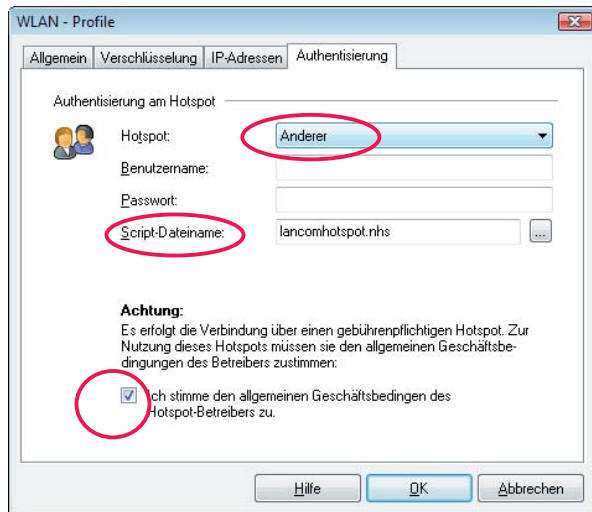 WLAN - Profile
Allgemein Verschlüsselung IP-Adressen Authentisierung
Authentisierung am Hotspot
Hotspot: Anderer
Benutzername:
Passwort:
Script-Dateiname: lancomhotspot.nhs ...
Achtung:
Es erfolgt die Verbindung über einen gebührenpflichtigen Hotspot. Zur
Nutzung dieses Hotspots müssen sie den allgemeinen Geschäftsbe-
dingungen des Betreibers zustimmen:
Ich stimme den allgemeinen Geschäftsbedingen des
Hotspot-Betreibers zu.
Hilfe OK Abbrechen